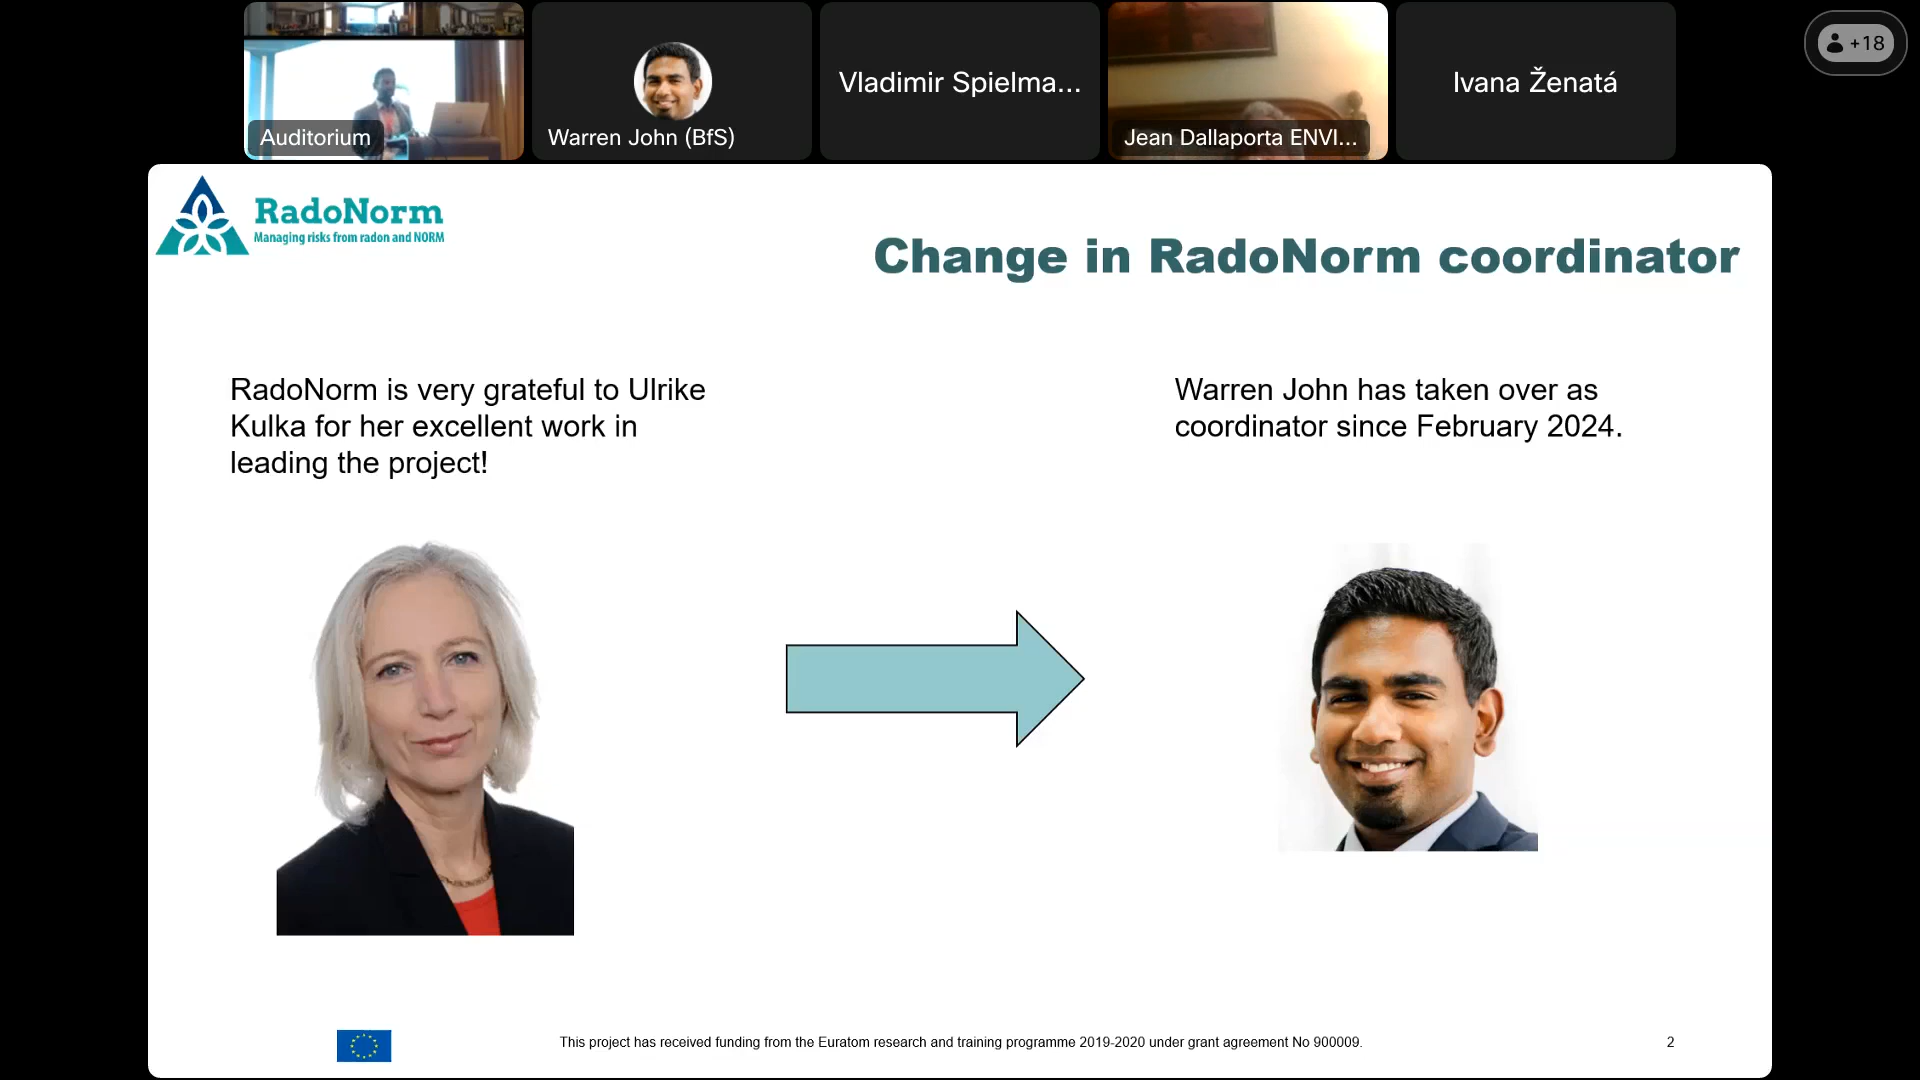 Auditorium
Warren John (BfS)
Vladimir Spielma...
Jean Dallaporta ENVI...
Ivana Ženatá
+18
RadoNorm
Managing risks from radon and NORM
Change in RadoNorm coordinator
RadoNorm is very grateful to Ulrike
Kulka for her excellent work in
leading the project!
Warren John has taken over as
coordinator since February 2024.
This project has received funding from the Euratom research and training programme 2019-2020 under grant agreement No 900009.
2